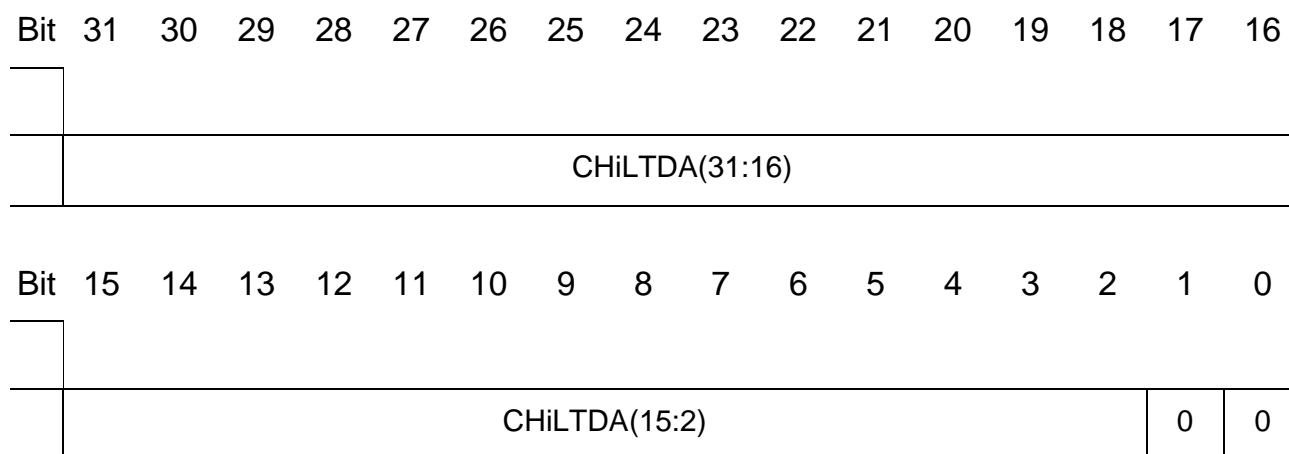 Bit 31 30 29 28 27 26 25 24 23 22 21 20 19 18 17 16
CHiLTDA(31:16)
Bit 15 14 13 12 11 10 9 8 7 6 5 4 3 2 1 0
CHiLTDA(15:2) 0 0